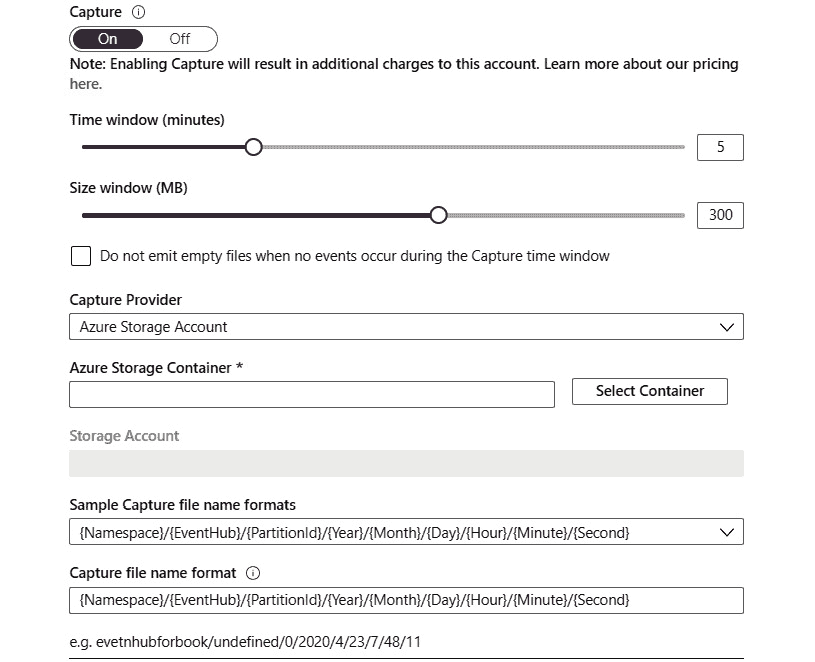 Capture
On Off
Note: Enabling Capture will result in additional charges to this account. Learn more about our pricing
here.
Time window (minutes)
5
Size window (MB)
300
Do not emit empty files when no events occur during the Capture time window
Capture Provider
Azure Storage Account
Azure Storage Container *
Select Container
Storage Account
Sample Capture file name formats
{Namespace}/{EventHub}/{PartitionId}/{Year}/{Month}/{Day}/{Hour}/{Minute}/{Second}
Capture file name format
{Namespace}/{EventHub}/{PartitionId}/{Year}/{Month}/{Day}/{Hour}/{Minute}/{Second}
e.g. evetnhubforbook/undefined/0/2020/4/23/7/48/11